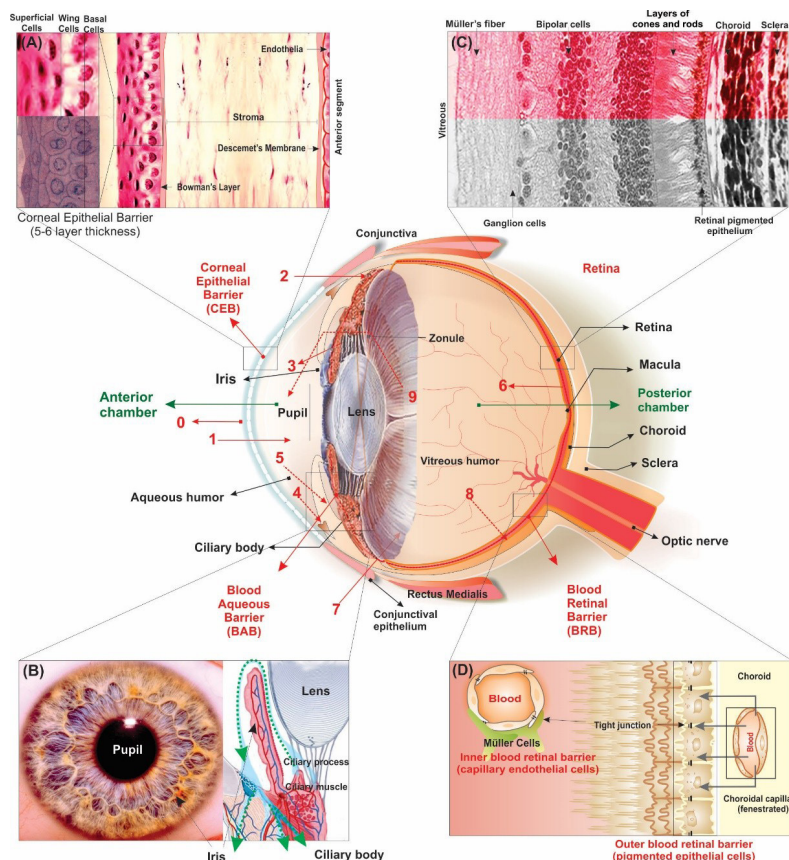 Superficial Cells
Wing Cells
Basal Cells
(A)
Endothelia
Stroma
Descemet's Membrane
Bowman's Layer
Anterior segment
Corneal Epithelial Barrier
(5-6 layer thickness)
Müller's fiber
Bipolar cells
Layers of
cones and rods
Choroid
Sclera
(C)
Vitreous
Ganglion cells
Retinal pigmented
epithelium
Conjunctiva
Corneal
Epithelial
Barrier
(CEB)
2
Retina
Zonule
Retina
3
Iris
Macula
6
9
Anterior
chamber
Pupil
Lens
Posterior
chamber
0
1
Choroid
Vitreous humor
Sclera
5
Aqueous humor
4
8
Optic nerve
Ciliary body
Blood
Aqueous
Barrier
(BAB)
7
Rectus Medialis
Conjunctival
epithelium
Blood
Retinal
Barrier
(BRB)
(B)
Pupil
Lens
Ciliary process
Ciliary muscle
Iris
Ciliary body
(D)
Blood
Choroid
Tight junction
Müller Cells
Inner blood retinal barrier
(capillary endothelial cells)
Blood
Choroidal capilla
(fenestrated)
Outer blood retinal barrier
(pigmented epithelial cells)